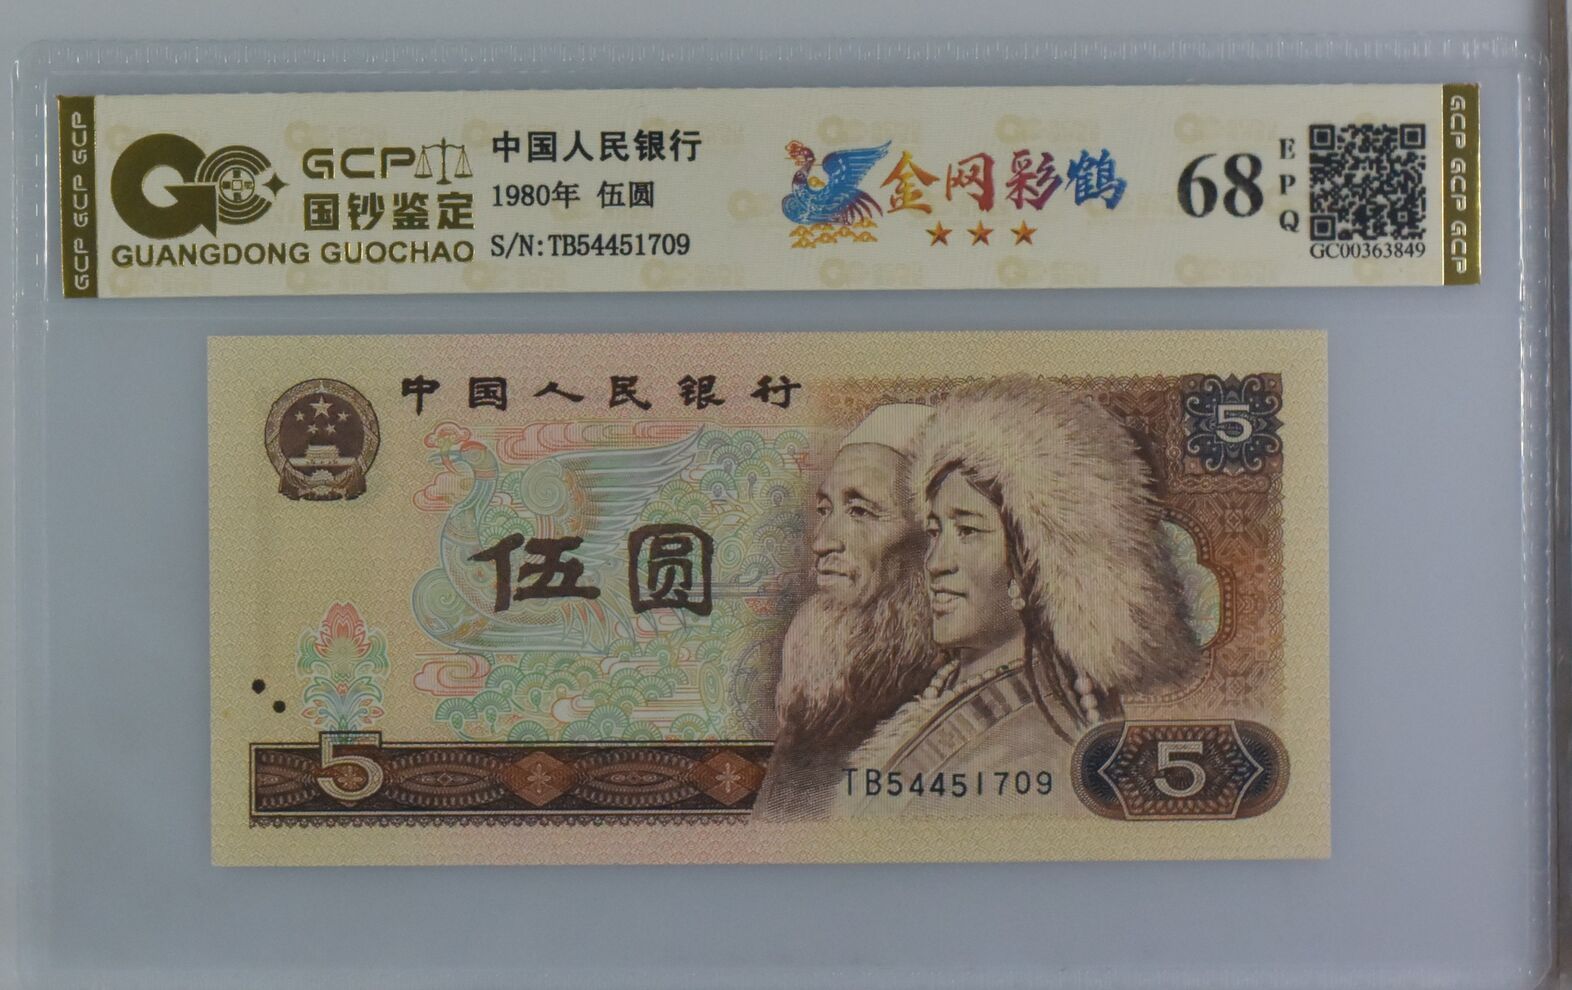 GCP GCP GCP
GCP
国钞鉴定
GUANGDONG GUOCHAO
中国人民银行
1980年 伍圆
S/N:TB54451709
金网彩鹤
68
EPQ
GC00363849
GCP GCP GCP
中国人民银行
5
伍圆
5
TB54451709
5